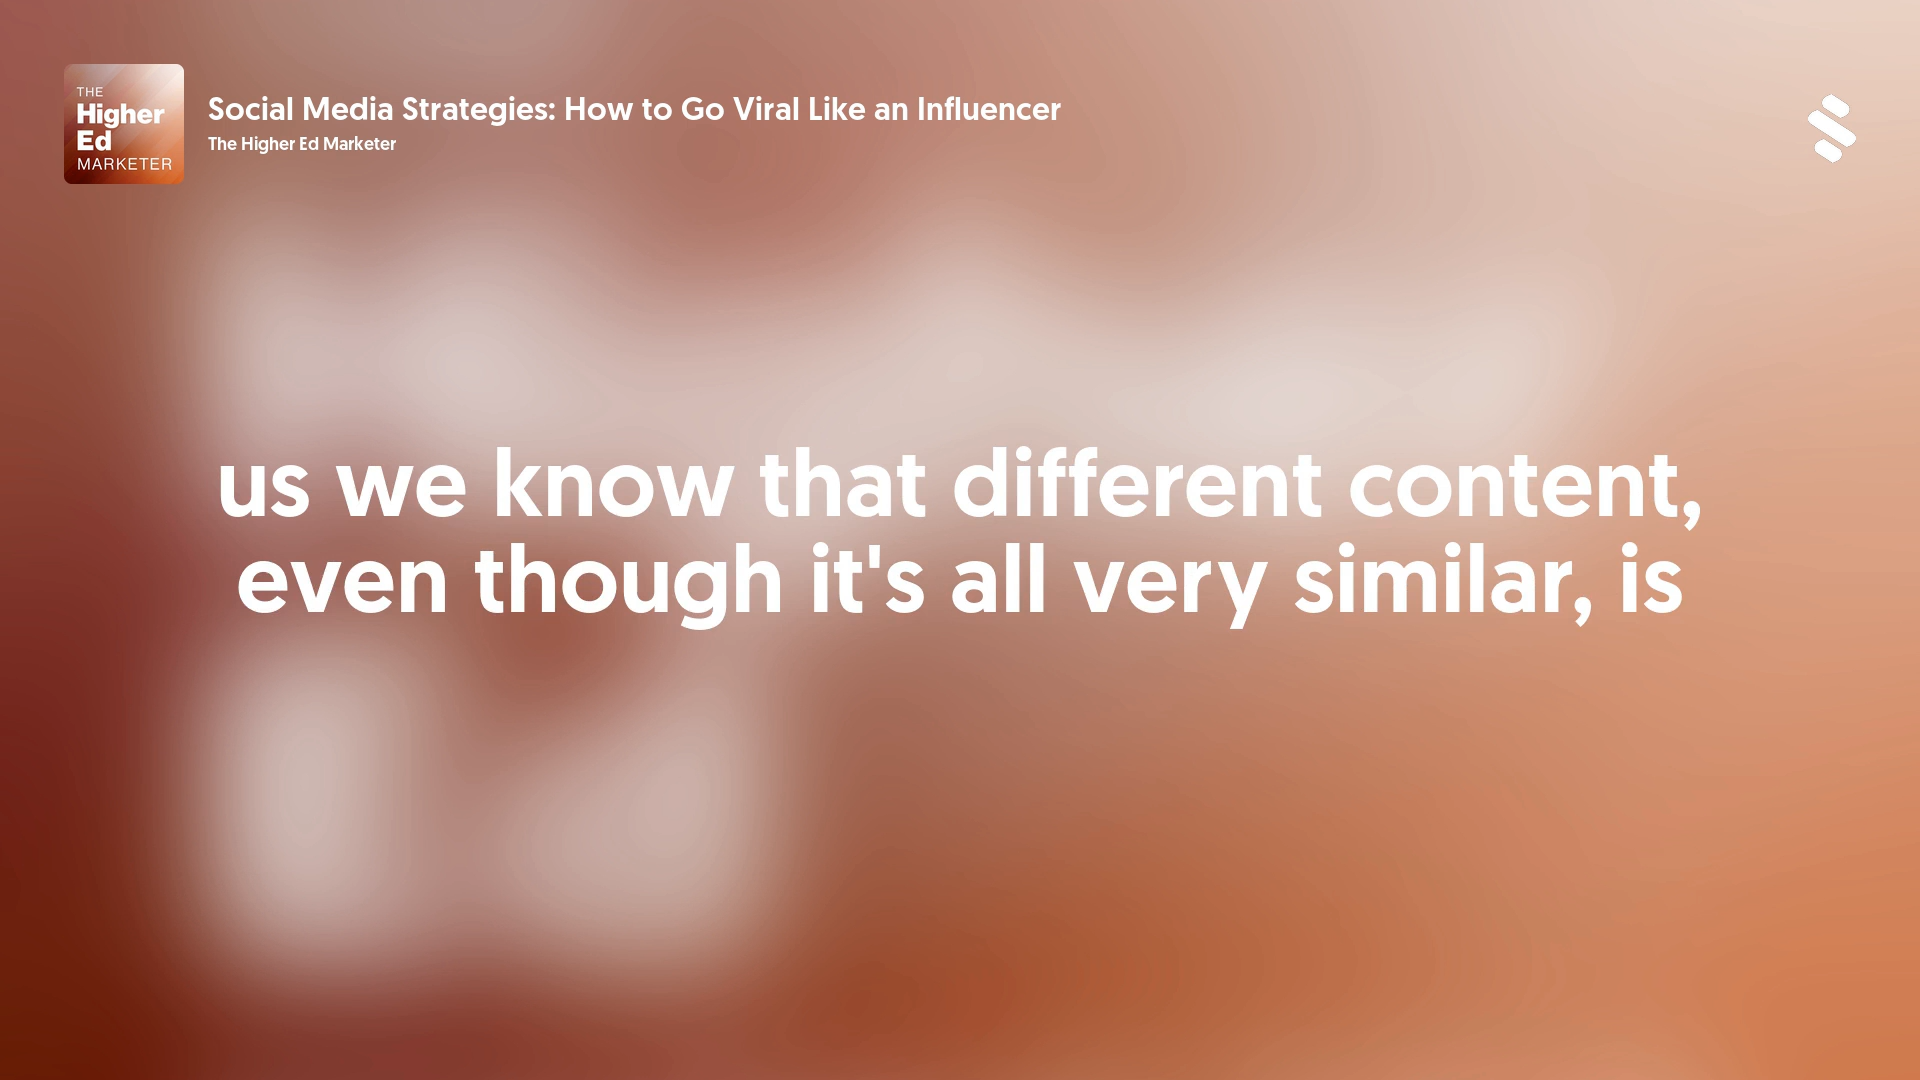 THE
Higher
Ed
MARKETER
Social Media Strategies: How to Go Viral Like an Influencer
The Higher Ed Marketer
us we know that different content,
even though it's all very similar, is